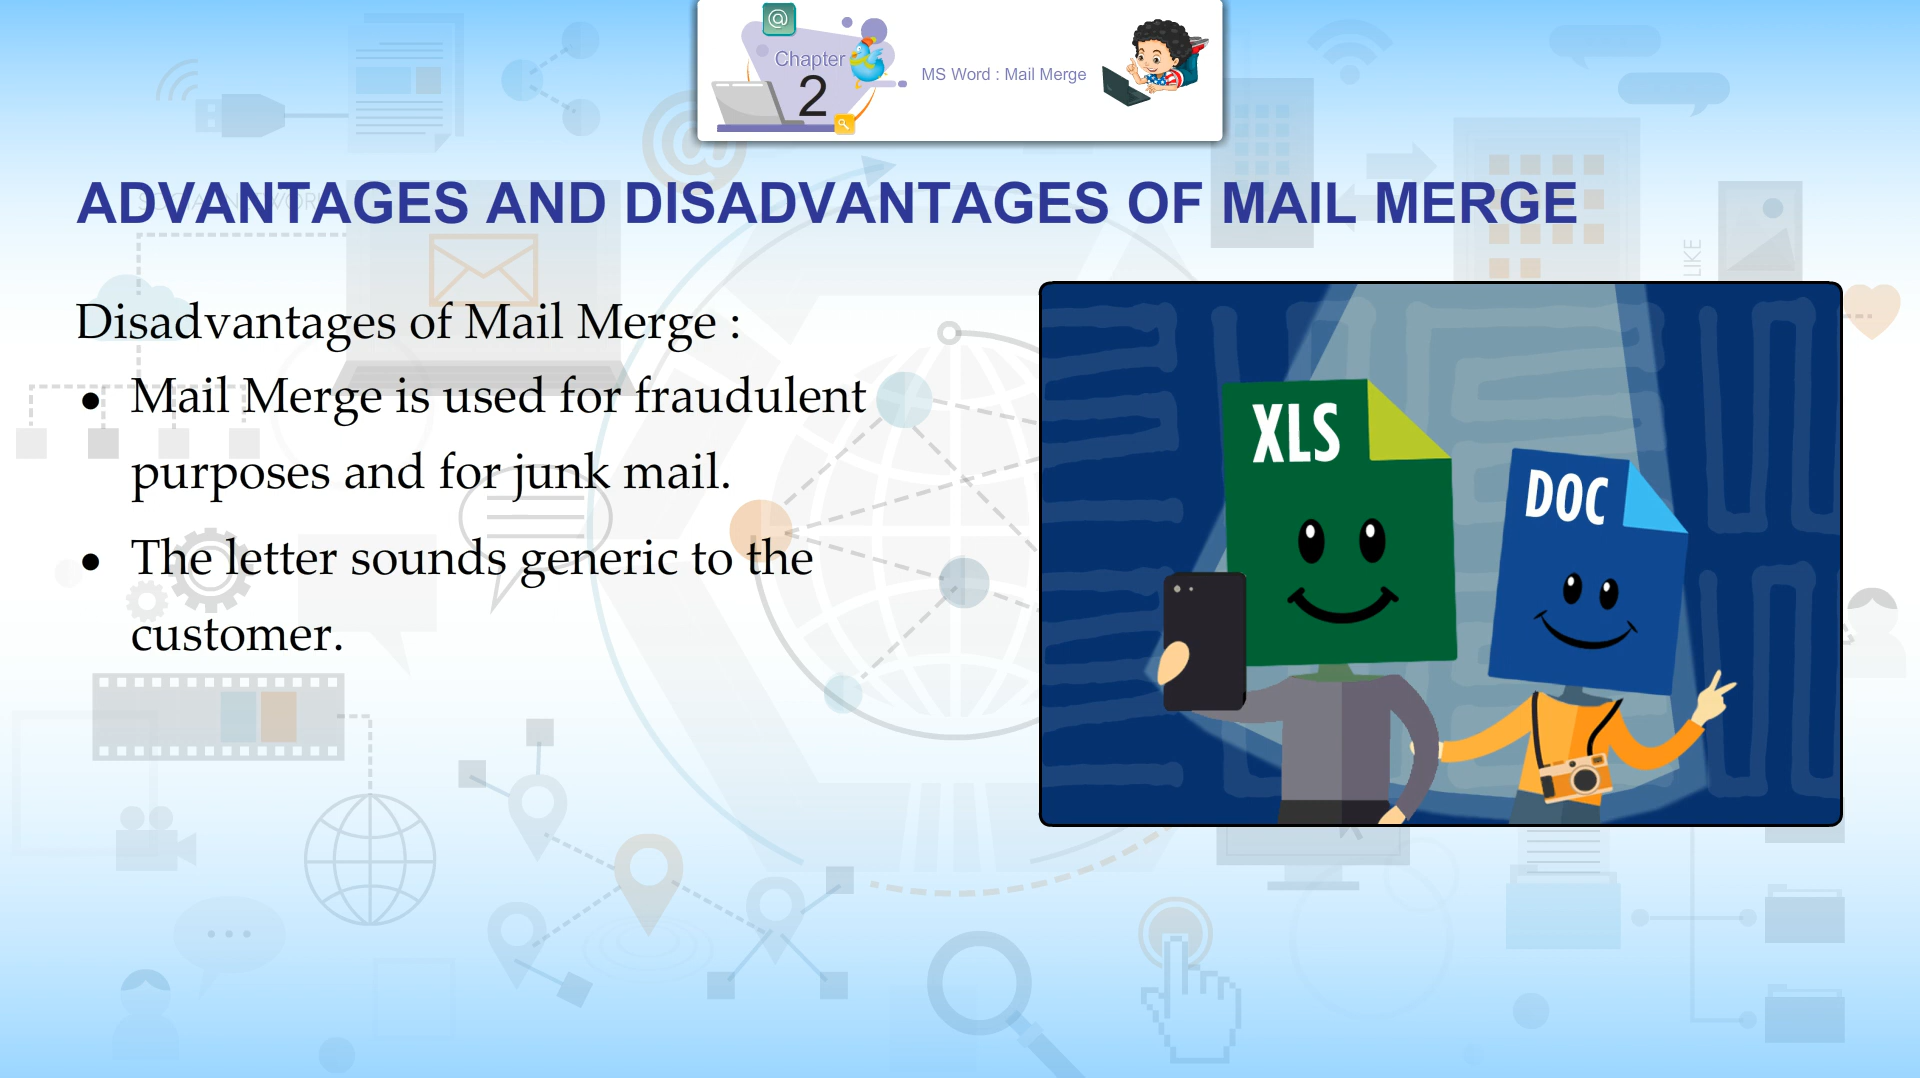 @
Chapter
2
MS Word : Mail Merge
ADVANTAGES AND DISADVANTAGES OF MAIL MERGE
LIKE
Disadvantages of Mail Merge :
● Mail Merge is used for fraudulent
purposes and for junk mail.
● The letter sounds generic to the
customer.
XLS
DOC